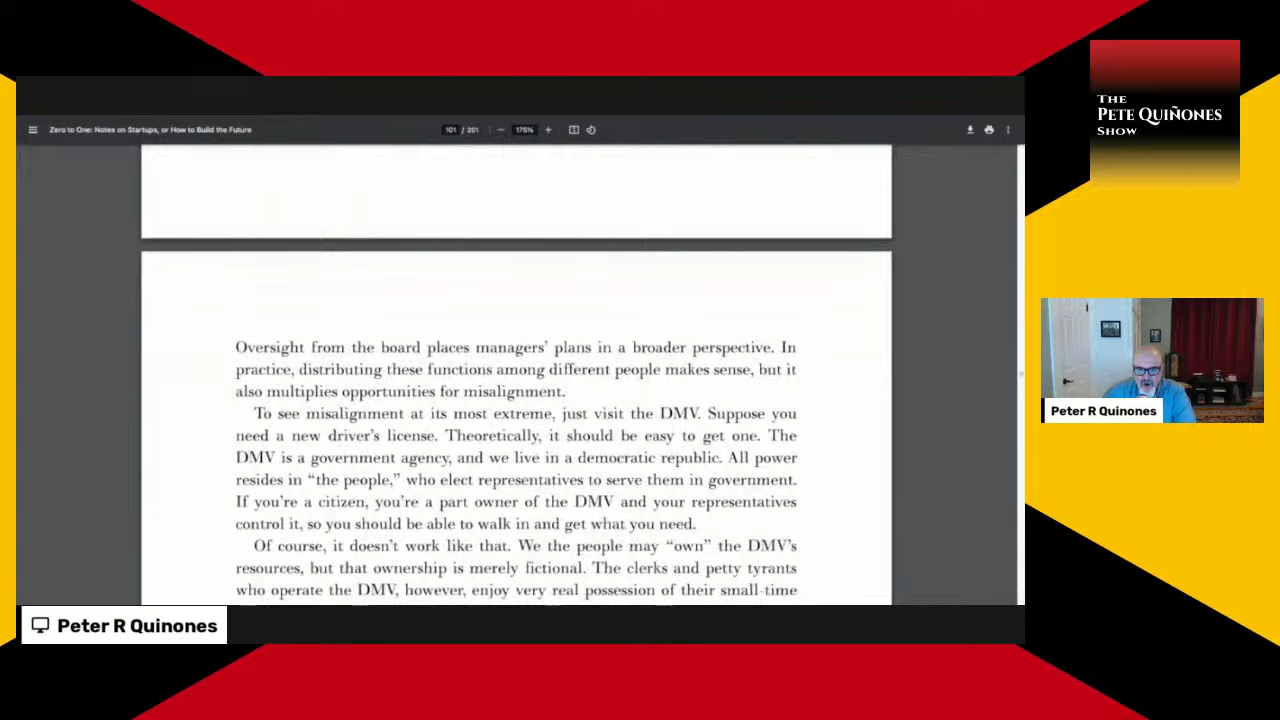 THE
PETE QUIÑONES
SHOW
Zero to One: Notes on Startups, or How to Build the Future
101 / 201
175%
Oversight from the board places managers' plans in a broader perspective. In
practice, distributing these functions among different people makes sense, but it
also multiplies opportunities for misalignment.
To see misalignment at its most extreme, just visit the DMV. Suppose you
need a new driver's license. Theoretically, it should be easy to get one. The
DMV is a government agency, and we live in a democratic republic. All power
resides in “the people,” who elect representatives to serve them in government.
If you're a citizen, you're a part owner of the DMV and your representatives
control it, so you should be able to walk in and get what you need.
Of course, it doesn't work like that. We the people may “own” the DMV's
resources, but that ownership is merely fictional. The clerks and petty tyrants
who operate the DMV, however, enjoy very real possession of their small-time
Peter R Quinones
Peter R Quinones